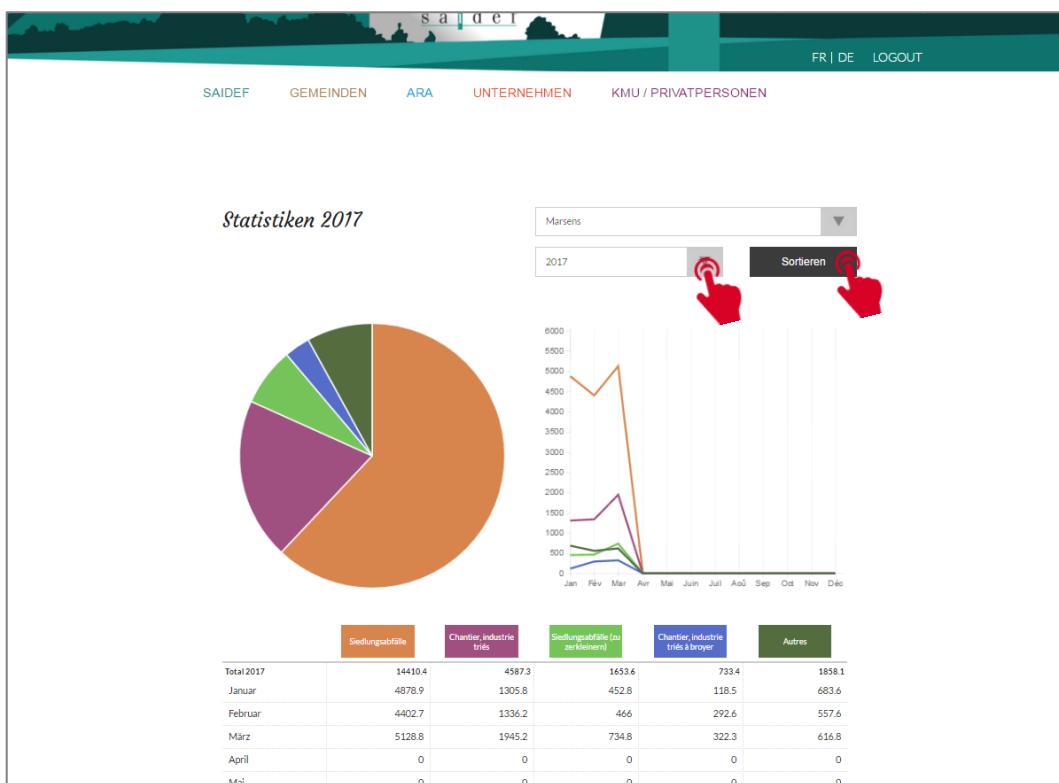 saidef
FR | DE LOGOUT
SAIDEF GEMEINDEN ARA UNTERNEHMEN KMU / PRIVATPERSONEN
Statistiken 2017
Marsens
2017
Sortieren
6000
5500
5000
4500
4000
3500
3000
2500
2000
1500
1000
500
0
Jan Fév Mar Avr Mai Juin Juil Aoû Sep Oct Nov Déc
Siedlungsabfälle
Chantier, industrie
triés
Siedlungsabfälle (zu
zerkleinern)
Chantier, industrie
triés à broyer
Autres
Total 2017 14410.4 4587.3 1653.6 733.4 1858.1
Januar 4878.9 1305.8 452.8 118.5 683.6
Februar 4402.7 1336.2 466 292.6 557.6
März 5128.8 1945.2 734.8 322.3 616.8
April 0 0 0 0 0
Mai 0 0 0 0 0